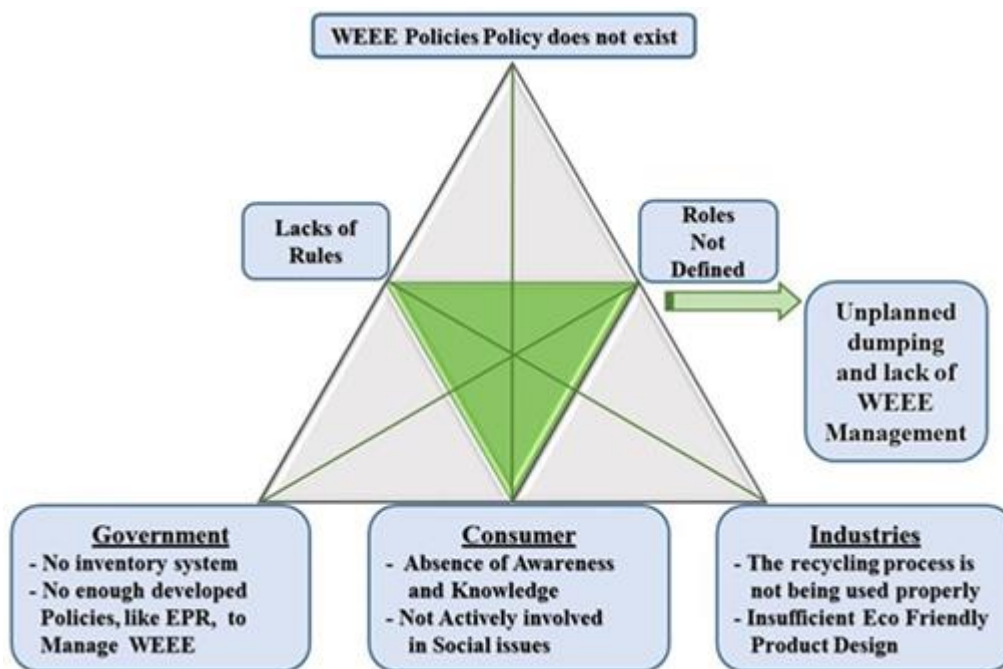 WEEE Policies Policy does not exist
Lacks of
Rules
Roles
Not
Defined
Unplanned
dumping
and lack of
WEEE
Management
Government
- No inventory system
- No enough developed
Policies, like EPR, to
Manage WEEE
Consumer
- Absence of Awareness
and Knowledge
- Not Actively involved
in Social issues
Industries
- The recycling process is
not being used properly
- Insufficient Eco Friendly
Product Design